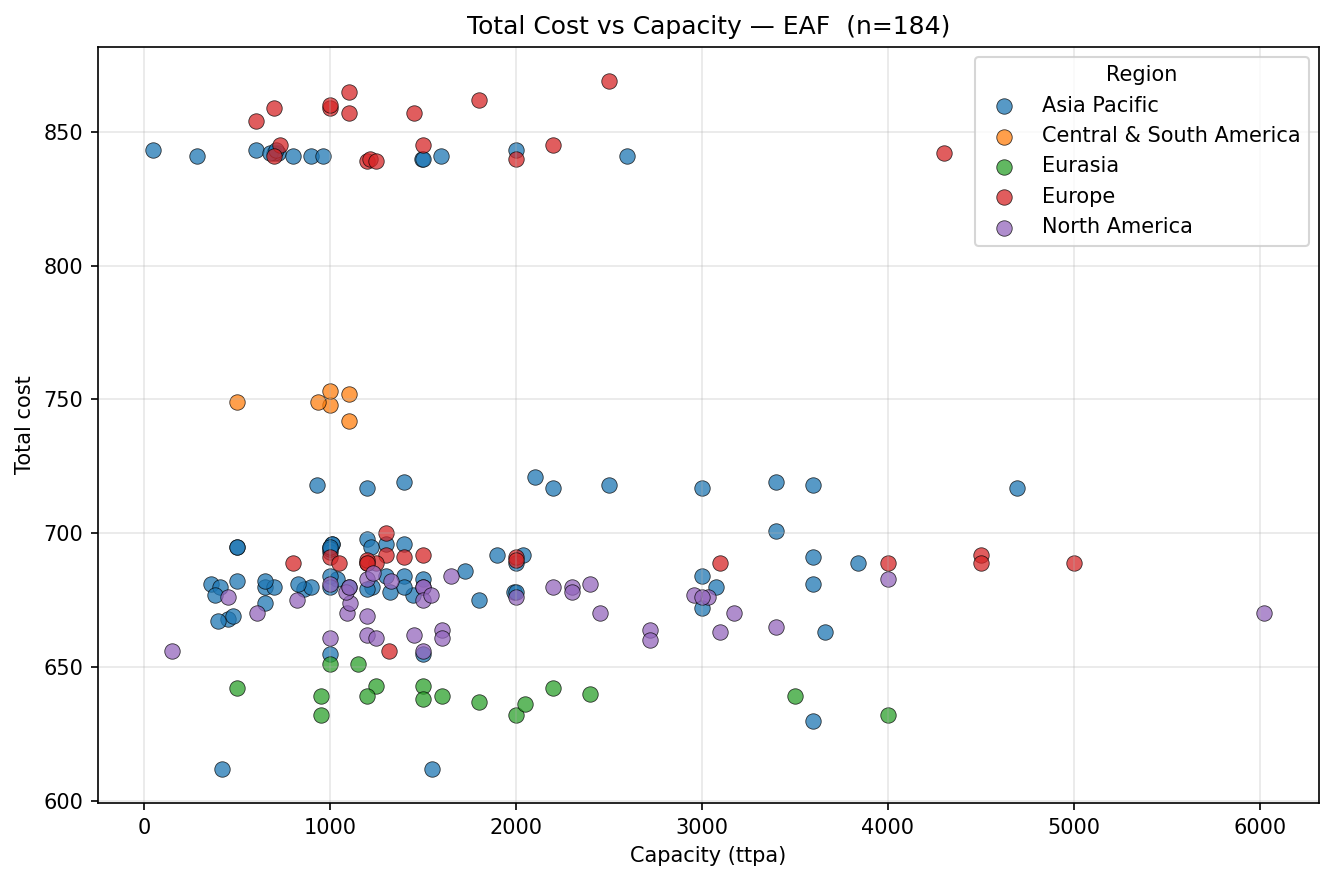 Total Cost vs Capacity — EAF (n=184)
Region
Asia Pacific
Central & South America
Eurasia
Europe
North America
Total cost
850
800
750
700
650
600
0 1000 2000 3000 4000 5000 6000
Capacity (ttpa)